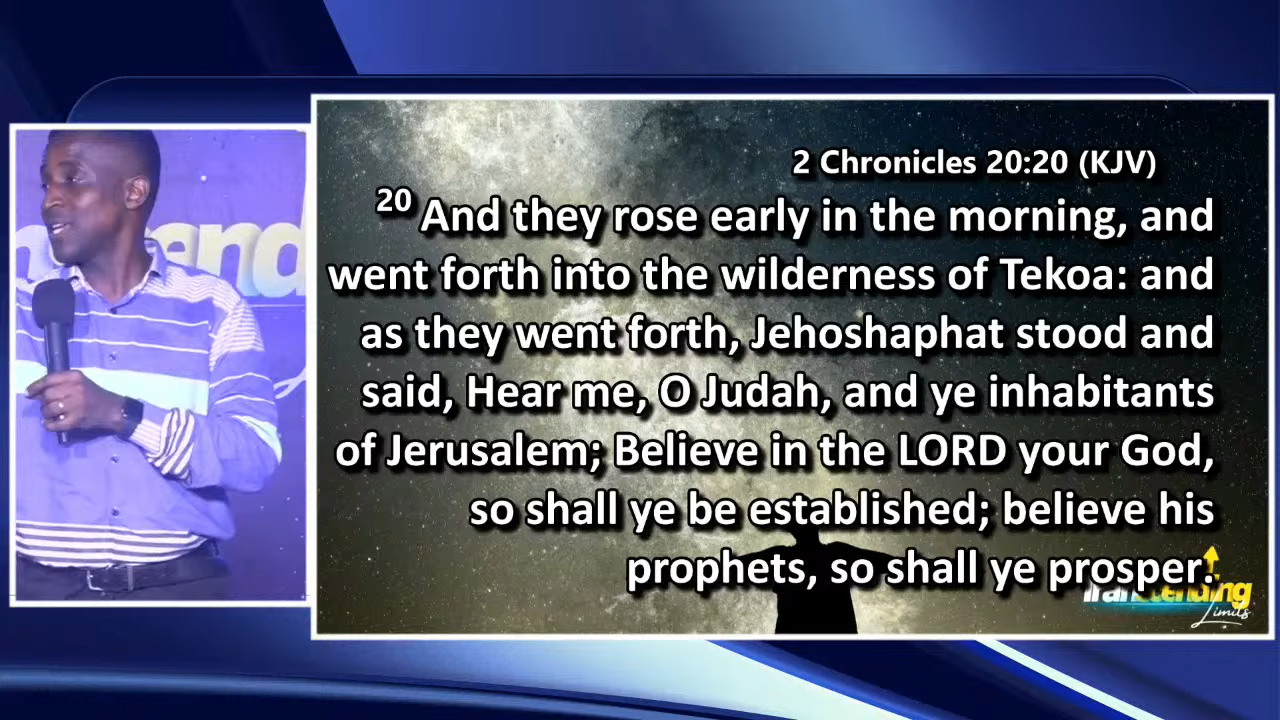 2 Chronicles 20:20 (KJV)
20 And they rose early in the morning, and
went forth into the wilderness of Tekoa: and
as they went forth, Jehoshaphat stood and
said, Hear me, O Judah, and ye inhabitants
of Jerusalem; Believe in the LORD your God,
so shall ye be established; believe his
prophets, so shall ye prosper.
Transcending
Limits